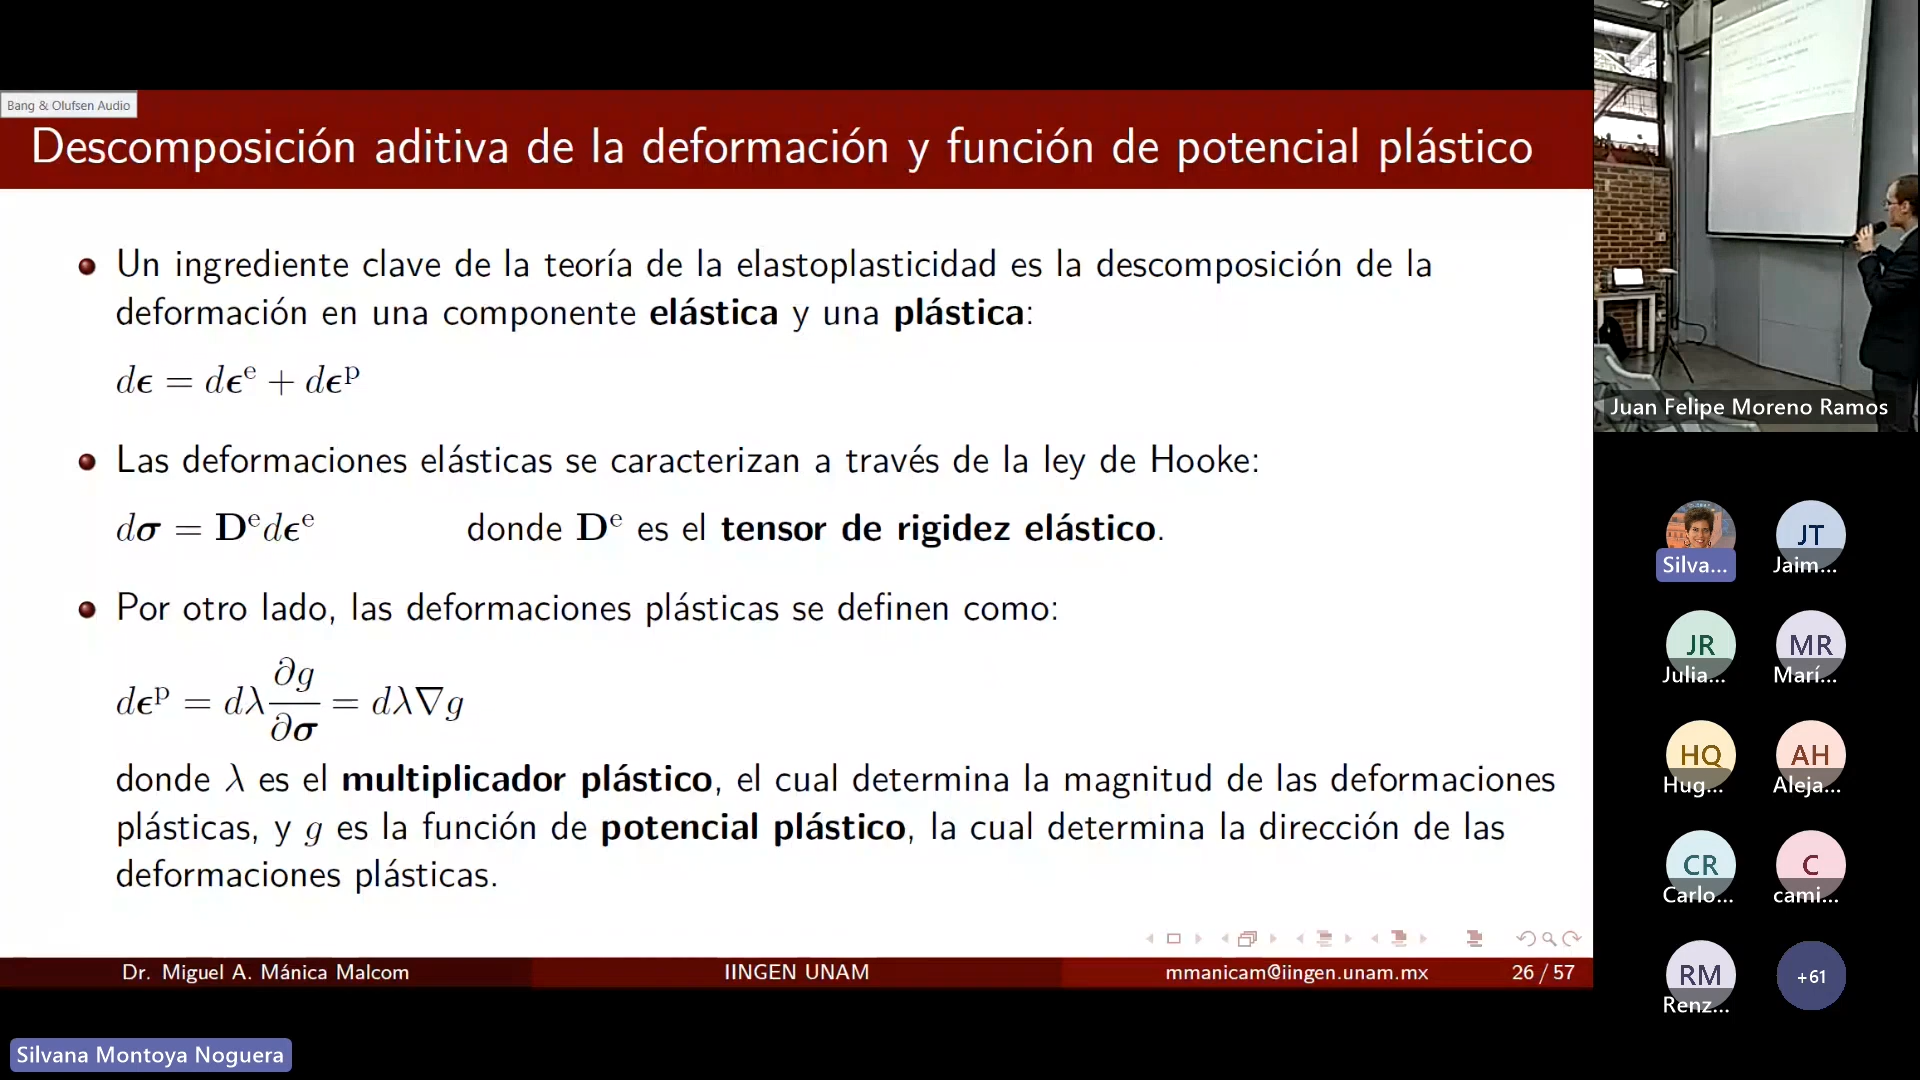 Bang & Olufsen Audio
Descomposición aditiva de la deformación y función de potencial plástico
Un ingrediente clave de la teoría de la elastoplasticidad es la descomposición de la
deformación en una componente elástica y una plástica:
dϵ = dϵᵉ + dϵᵖ
Las deformaciones elásticas se caracterizan a través de la ley de Hooke:
dσ = Dᵉdϵᵉ donde Dᵉ es el tensor de rigidez elástico.
Por otro lado, las deformaciones plásticas se definen como:
dϵᵖ = dλ ∂g/∂σ = dλ∇g
donde λ es el multiplicador plástico, el cual determina la magnitud de las deformaciones
plásticas, y g es la función de potencial plástico, la cual determina la dirección de las
deformaciones plásticas.
Dr. Miguel A. Mánica Malcom IINGEN UNAM mmanicam@iingen.unam.mx 26 / 57
Silvana Montoya Noguera
Juan Felipe Moreno Ramos
Silva... JT Jaim...
JR Julia... MR Marí...
HQ Hug... AH Aleja...
CR Carlo... C cami...
RM Renz... +61